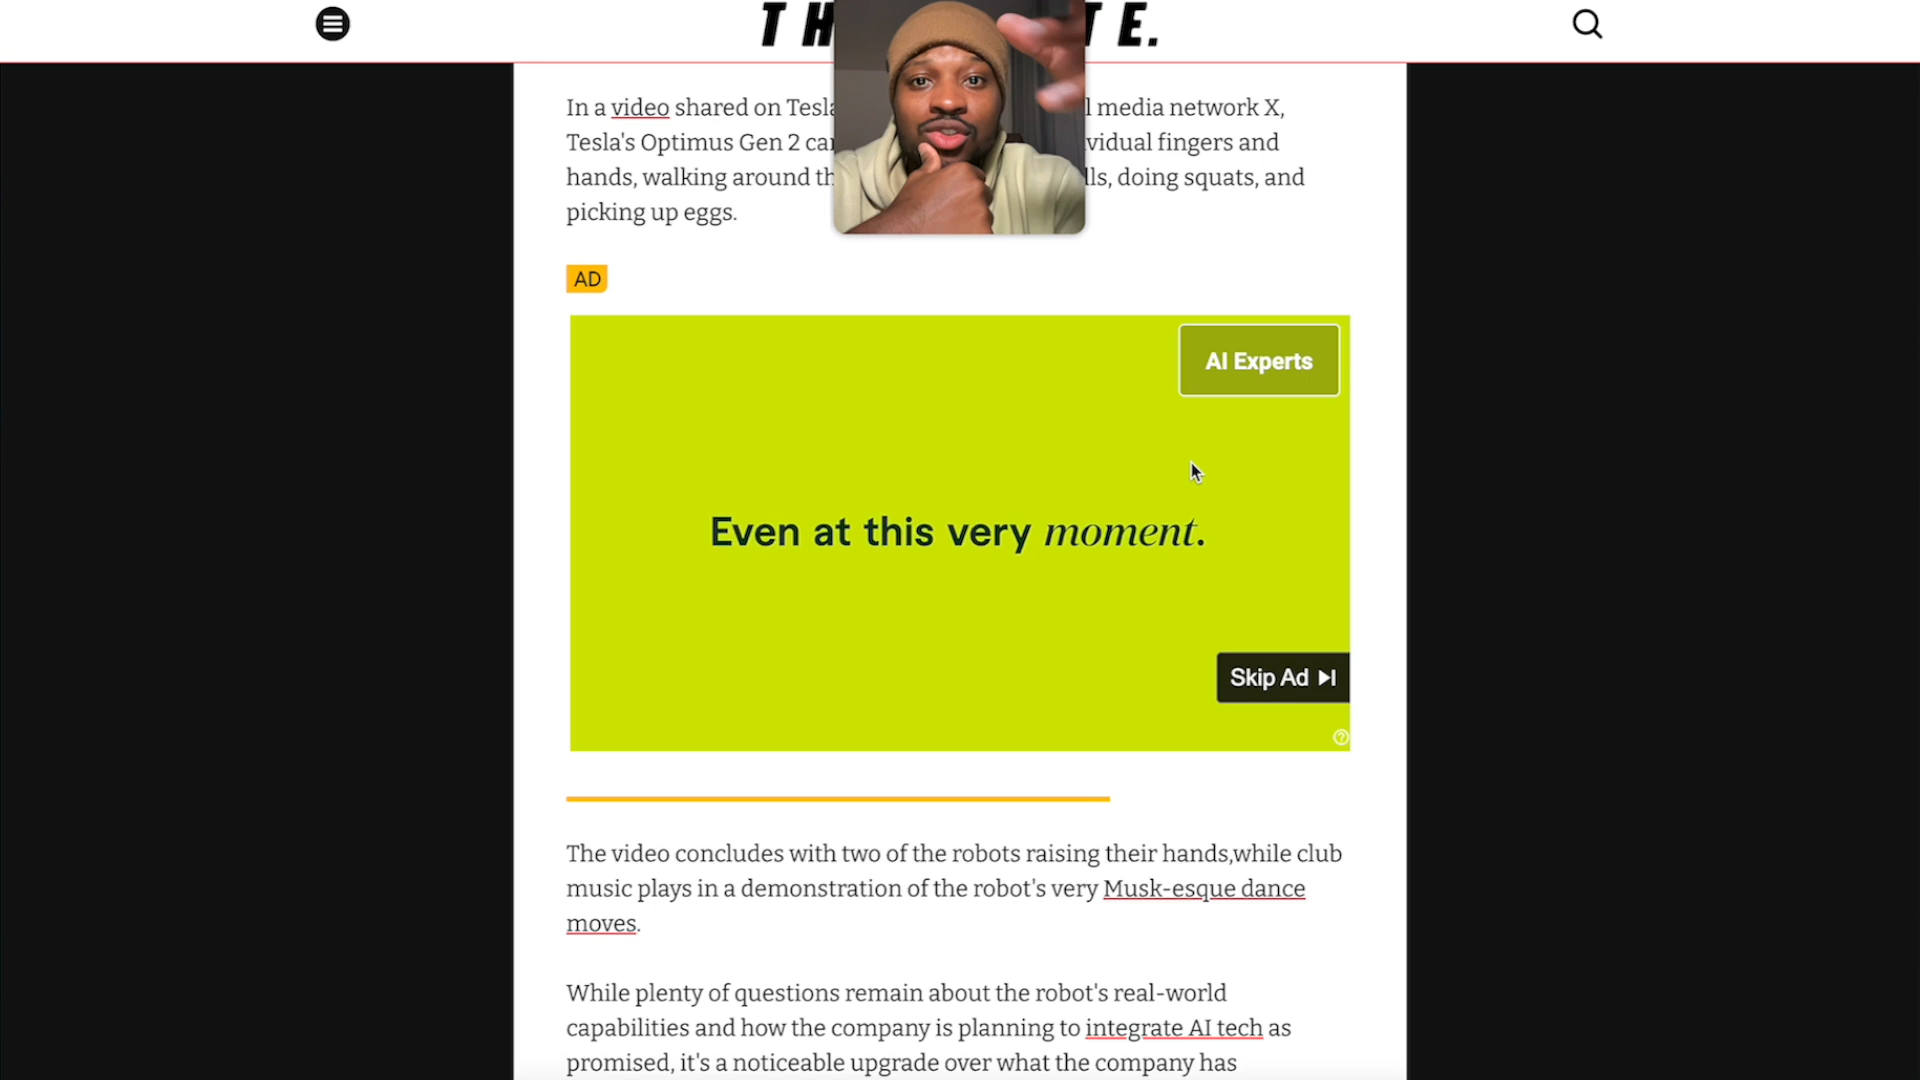 TH TE.
In a video shared on Tesla media network X,
Tesla's Optimus Gen 2 fingers and
hands, walking around doing squats, and
picking up eggs.
AD
AI Experts
Even at this very moment.
Skip Ad
?
The video concludes with two of the robots raising their hands,while club
music plays in a demonstration of the robot's very Musk-esque dance
moves.
While plenty of questions remain about the robot's real-world
capabilities and how the company is planning to integrate AI tech as
promised, it's a noticeable upgrade over what the company has